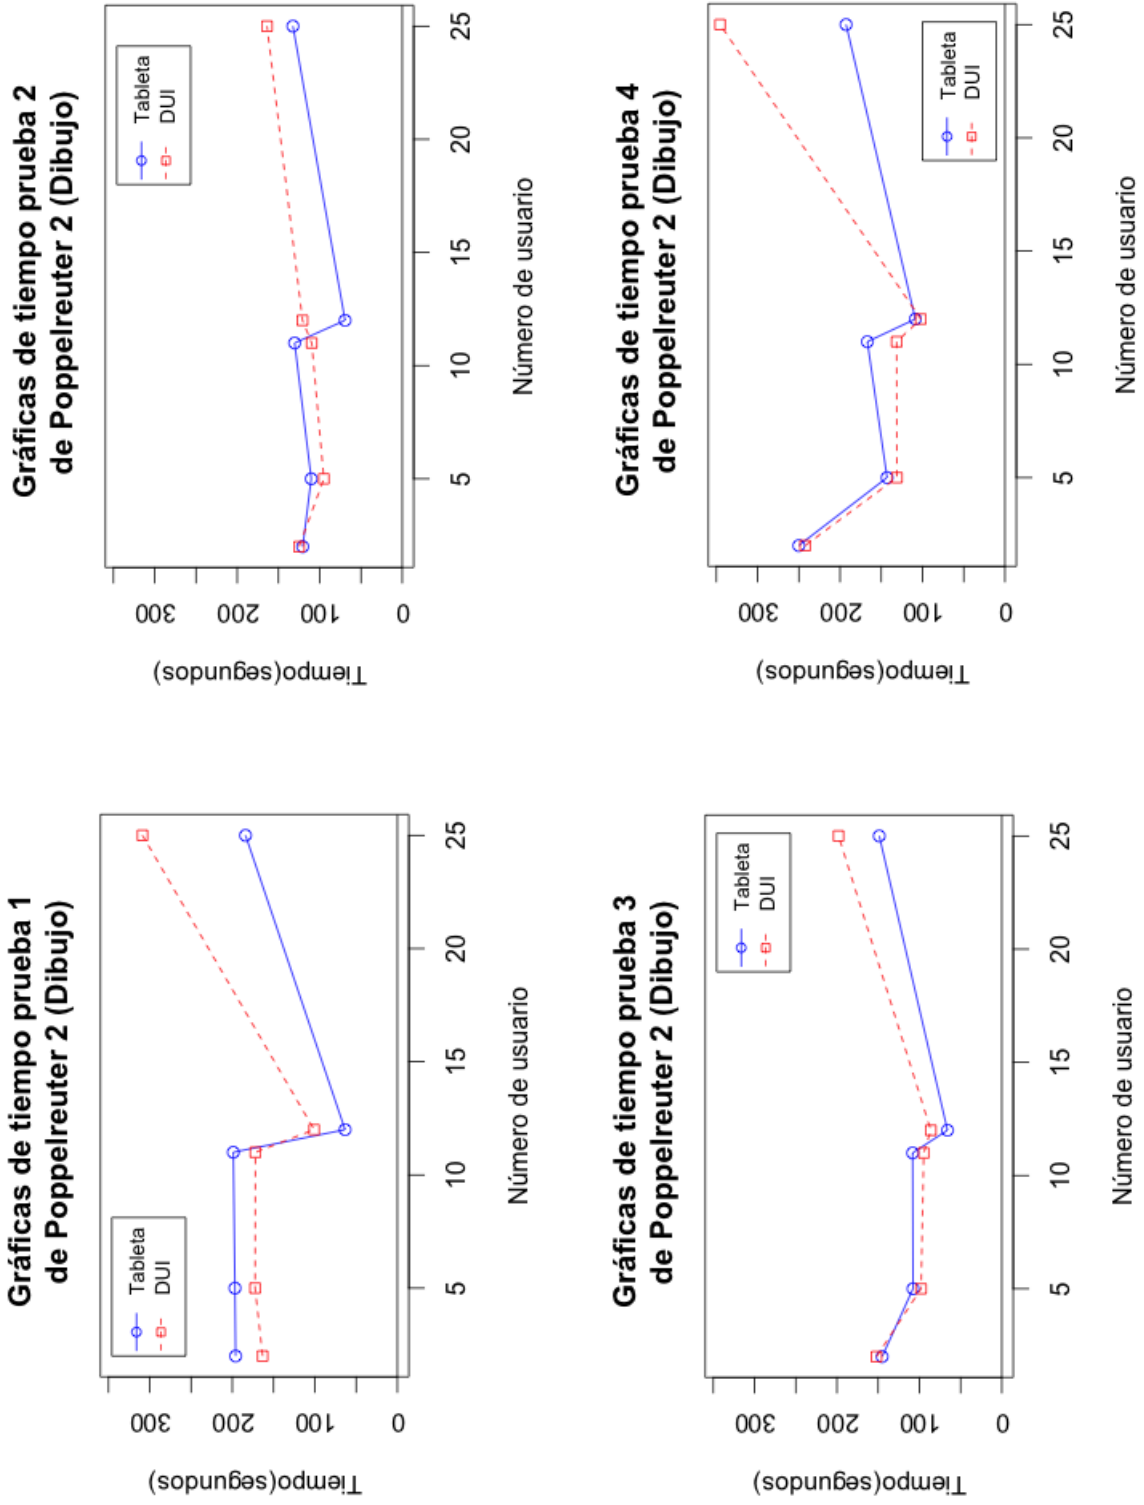 Gráficas de tiempo prueba 1
de Poppelreuter 2 (Dibujo)
Tableta
DUI
Tiempo(segundos)
0
100
200
300
5
10
15
20
25
Número de usuario
Gráficas de tiempo prueba 2
de Poppelreuter 2 (Dibujo)
Tableta
DUI
Tiempo(segundos)
0
100
200
300
5
10
15
20
25
Número de usuario
Gráficas de tiempo prueba 3
de Poppelreuter 2 (Dibujo)
Tableta
DUI
Tiempo(segundos)
0
100
200
300
5
10
15
20
25
Número de usuario
Gráficas de tiempo prueba 4
de Poppelreuter 2 (Dibujo)
Tableta
DUI
Tiempo(segundos)
0
100
200
300
5
10
15
20
25
Número de usuario